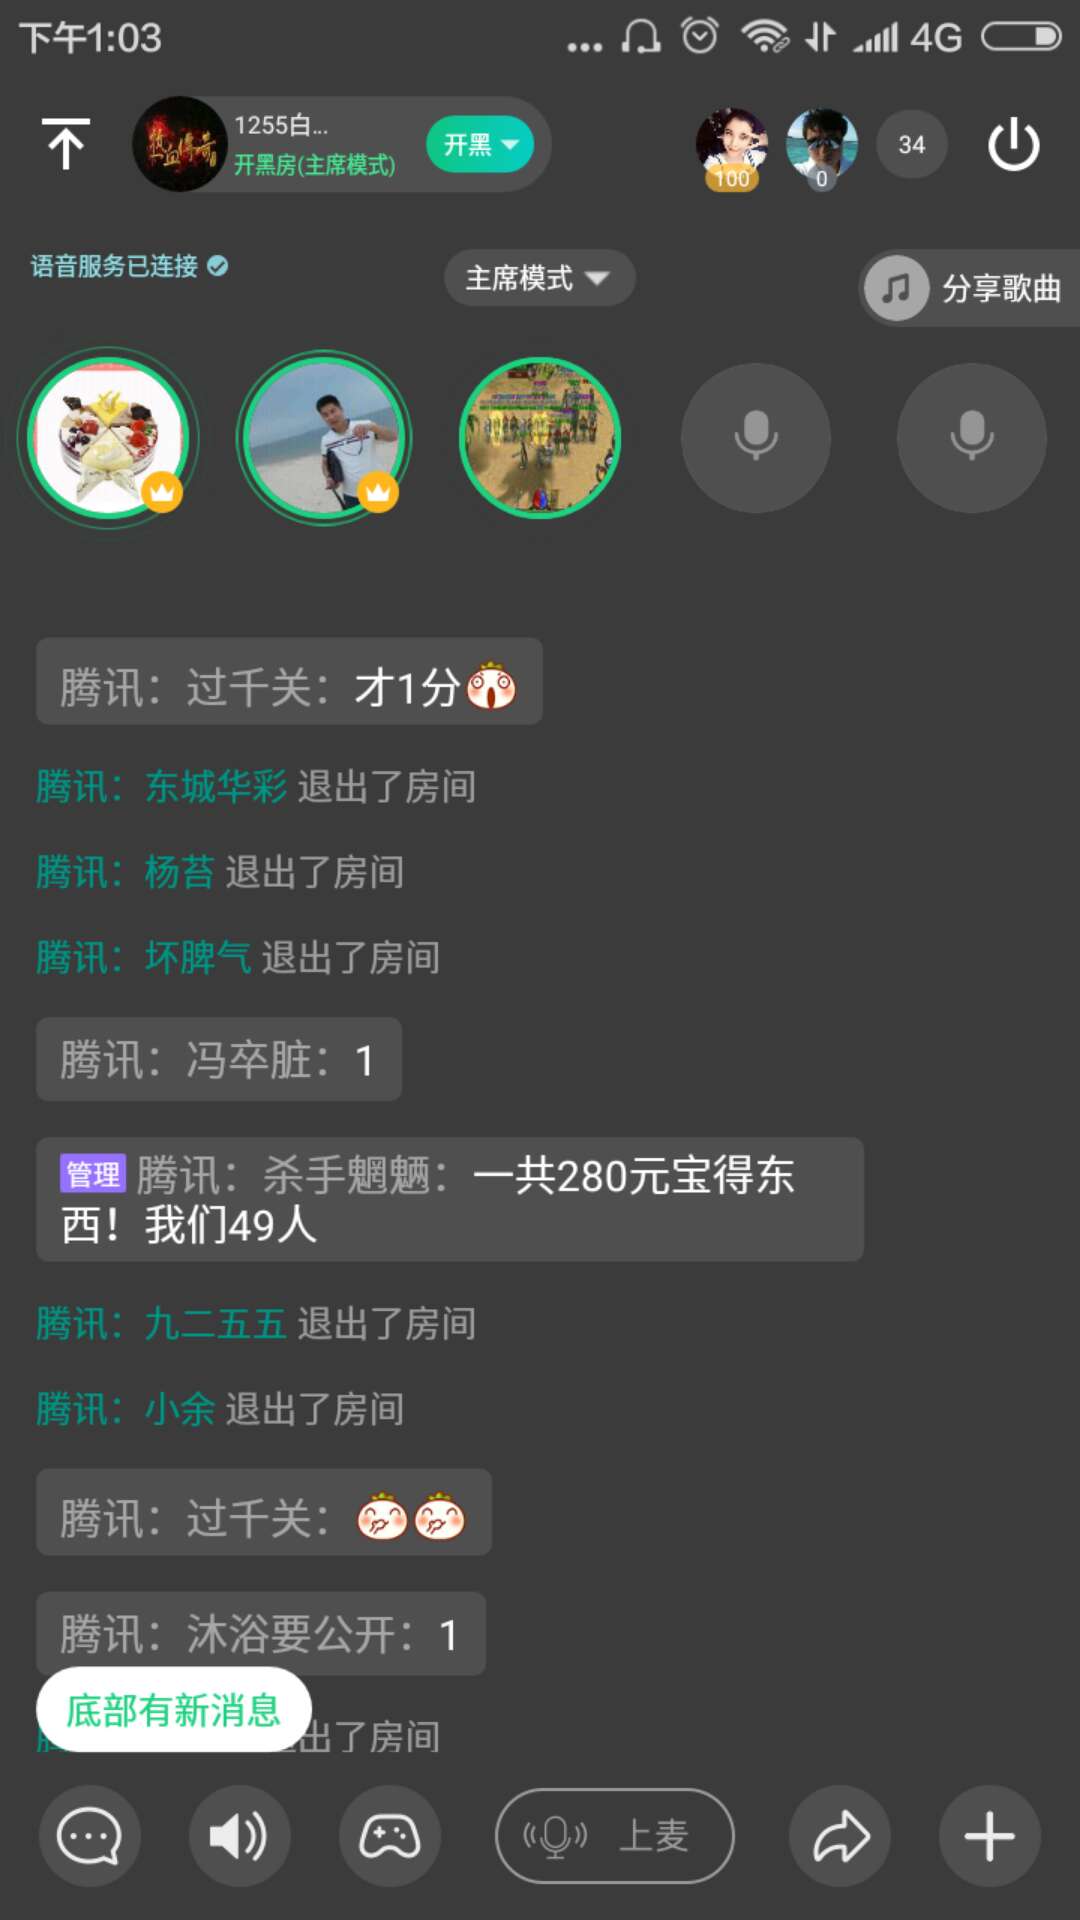 下午1:03
4G
热血传奇
1255白...
开黑房(主席模式)
开黑
100
0
34
语音服务已连接
主席模式
分享歌曲
腾讯：过千关：才1分
腾讯：东城华彩 退出了房间
腾讯：杨苔 退出了房间
腾讯：坏脾气 退出了房间
腾讯：冯卒脏：1
管理 腾讯：杀手魍魉：一共280元宝得东
西！我们49人
腾讯：九二五五 退出了房间
腾讯：小余 退出了房间
腾讯：过千关：
腾讯：沐浴要公开：1
底部有新消息
出了房间
上麦